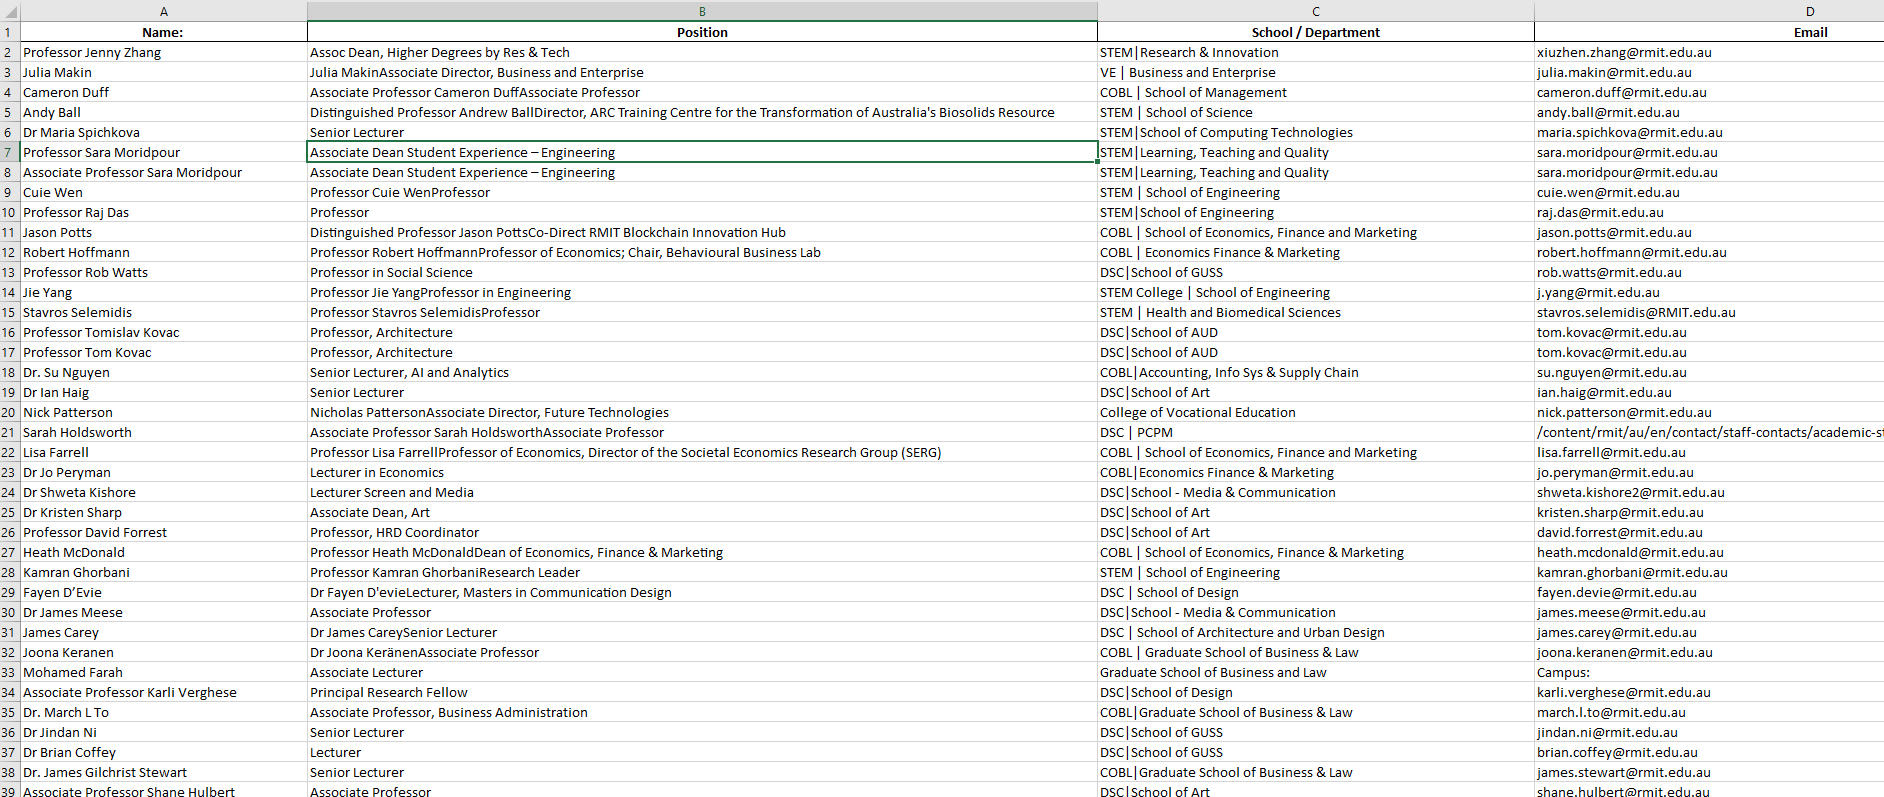 A B C D
1 Name: Position School / Department Email
2 Professor Jenny Zhang Assoc Dean, Higher Degrees by Res & Tech STEM|Research & Innovation xiuzhen.zhang@rmit.edu.au
3 Julia Makin Julia MakinAssociate Director, Business and Enterprise VE | Business and Enterprise julia.makin@rmit.edu.au
4 Cameron Duff Associate Professor Cameron DuffAssociate Professor COBL | School of Management cameron.duff@rmit.edu.au
5 Andy Ball Distinguished Professor Andrew BallDirector, ARC Training Centre for the Transformation of Australia's Biosolids Resource STEM | School of Science andy.ball@rmit.edu.au
6 Dr Maria Spichkova Senior Lecturer STEM|School of Computing Technologies maria.spichkova@rmit.edu.au
7 Professor Sara Moridpour Associate Dean Student Experience – Engineering STEM|Learning, Teaching and Quality sara.moridpour@rmit.edu.au
8 Associate Professor Sara Moridpour Associate Dean Student Experience – Engineering STEM|Learning, Teaching and Quality sara.moridpour@rmit.edu.au
9 Cuie Wen Professor Cuie WenProfessor STEM | School of Engineering cuie.wen@rmit.edu.au
10 Professor Raj Das Professor STEM|School of Engineering raj.das@rmit.edu.au
11 Jason Potts Distinguished Professor Jason PottsCo-Direct RMIT Blockchain Innovation Hub COBL | School of Economics, Finance and Marketing jason.potts@rmit.edu.au
12 Robert Hoffmann Professor Robert HoffmannProfessor of Economics; Chair, Behavioural Business Lab COBL | Economics Finance & Marketing robert.hoffmann@rmit.edu.au
13 Professor Rob Watts Professor in Social Science DSC|School of GUSS rob.watts@rmit.edu.au
14 Jie Yang Professor Jie YangProfessor in Engineering STEM College | School of Engineering j.yang@rmit.edu.au
15 Stavros Selemidis Professor Stavros SelemidisProfessor STEM | Health and Biomedical Sciences stavros.selemidis@RMIT.edu.au
16 Professor Tomislav Kovac Professor, Architecture DSC|School of AUD tom.kovac@rmit.edu.au
17 Professor Tom Kovac Professor, Architecture DSC|School of AUD tom.kovac@rmit.edu.au
18 Dr. Su Nguyen Senior Lecturer, AI and Analytics COBL|Accounting, Info Sys & Supply Chain su.nguyen@rmit.edu.au
19 Dr Ian Haig Senior Lecturer DSC|School of Art ian.haig@rmit.edu.au
20 Nick Patterson Nicholas PattersonAssociate Director, Future Technologies College of Vocational Education nick.patterson@rmit.edu.au
21 Sarah Holdsworth Associate Professor Sarah HoldsworthAssociate Professor DSC | PCPM /content/rmit/au/en/contact/staff-contacts/academic-s
22 Lisa Farrell Professor Lisa FarrellProfessor of Economics, Director of the Societal Economics Research Group (SERG) COBL | School of Economics, Finance and Marketing lisa.farrell@rmit.edu.au
23 Dr Jo Peryman Lecturer in Economics COBL|Economics Finance & Marketing jo.peryman@rmit.edu.au
24 Dr Shweta Kishore Lecturer Screen and Media DSC|School - Media & Communication shweta.kishore2@rmit.edu.au
25 Dr Kristen Sharp Associate Dean, Art DSC|School of Art kristen.sharp@rmit.edu.au
26 Professor David Forrest Professor, HRD Coordinator DSC|School of Art david.forrest@rmit.edu.au
27 Heath McDonald Professor Heath McDonaldDean of Economics, Finance & Marketing COBL | School of Economics, Finance & Marketing heath.mcdonald@rmit.edu.au
28 Kamran Ghorbani Professor Kamran GhorbaniResearch Leader STEM | School of Engineering kamran.ghorbani@rmit.edu.au
29 Fayen D’Evie Dr Fayen D'evieLecturer, Masters in Communication Design DSC | School of Design fayen.devie@rmit.edu.au
30 Dr James Meese Associate Professor DSC|School - Media & Communication james.meese@rmit.edu.au
31 James Carey Dr James CareySenior Lecturer DSC | School of Architecture and Urban Design james.carey@rmit.edu.au
32 Joona Keranen Dr Joona KeränenAssociate Professor COBL | Graduate School of Business & Law joona.keranen@rmit.edu.au
33 Mohamed Farah Associate Lecturer Graduate School of Business and Law Campus:
34 Associate Professor Karli Verghese Principal Research Fellow DSC|School of Design karli.verghese@rmit.edu.au
35 Dr. March L To Associate Professor, Business Administration COBL|Graduate School of Business & Law march.l.to@rmit.edu.au
36 Dr Jindan Ni Senior Lecturer DSC|School of GUSS jindan.ni@rmit.edu.au
37 Dr Brian Coffey Lecturer DSC|School of GUSS brian.coffey@rmit.edu.au
38 Dr. James Gilchrist Stewart Senior Lecturer COBL|Graduate School of Business & Law james.stewart@rmit.edu.au
39 Associate Professor Shane Hulbert Associate Professor DSC|School of Art shane.hulbert@rmit.edu.au